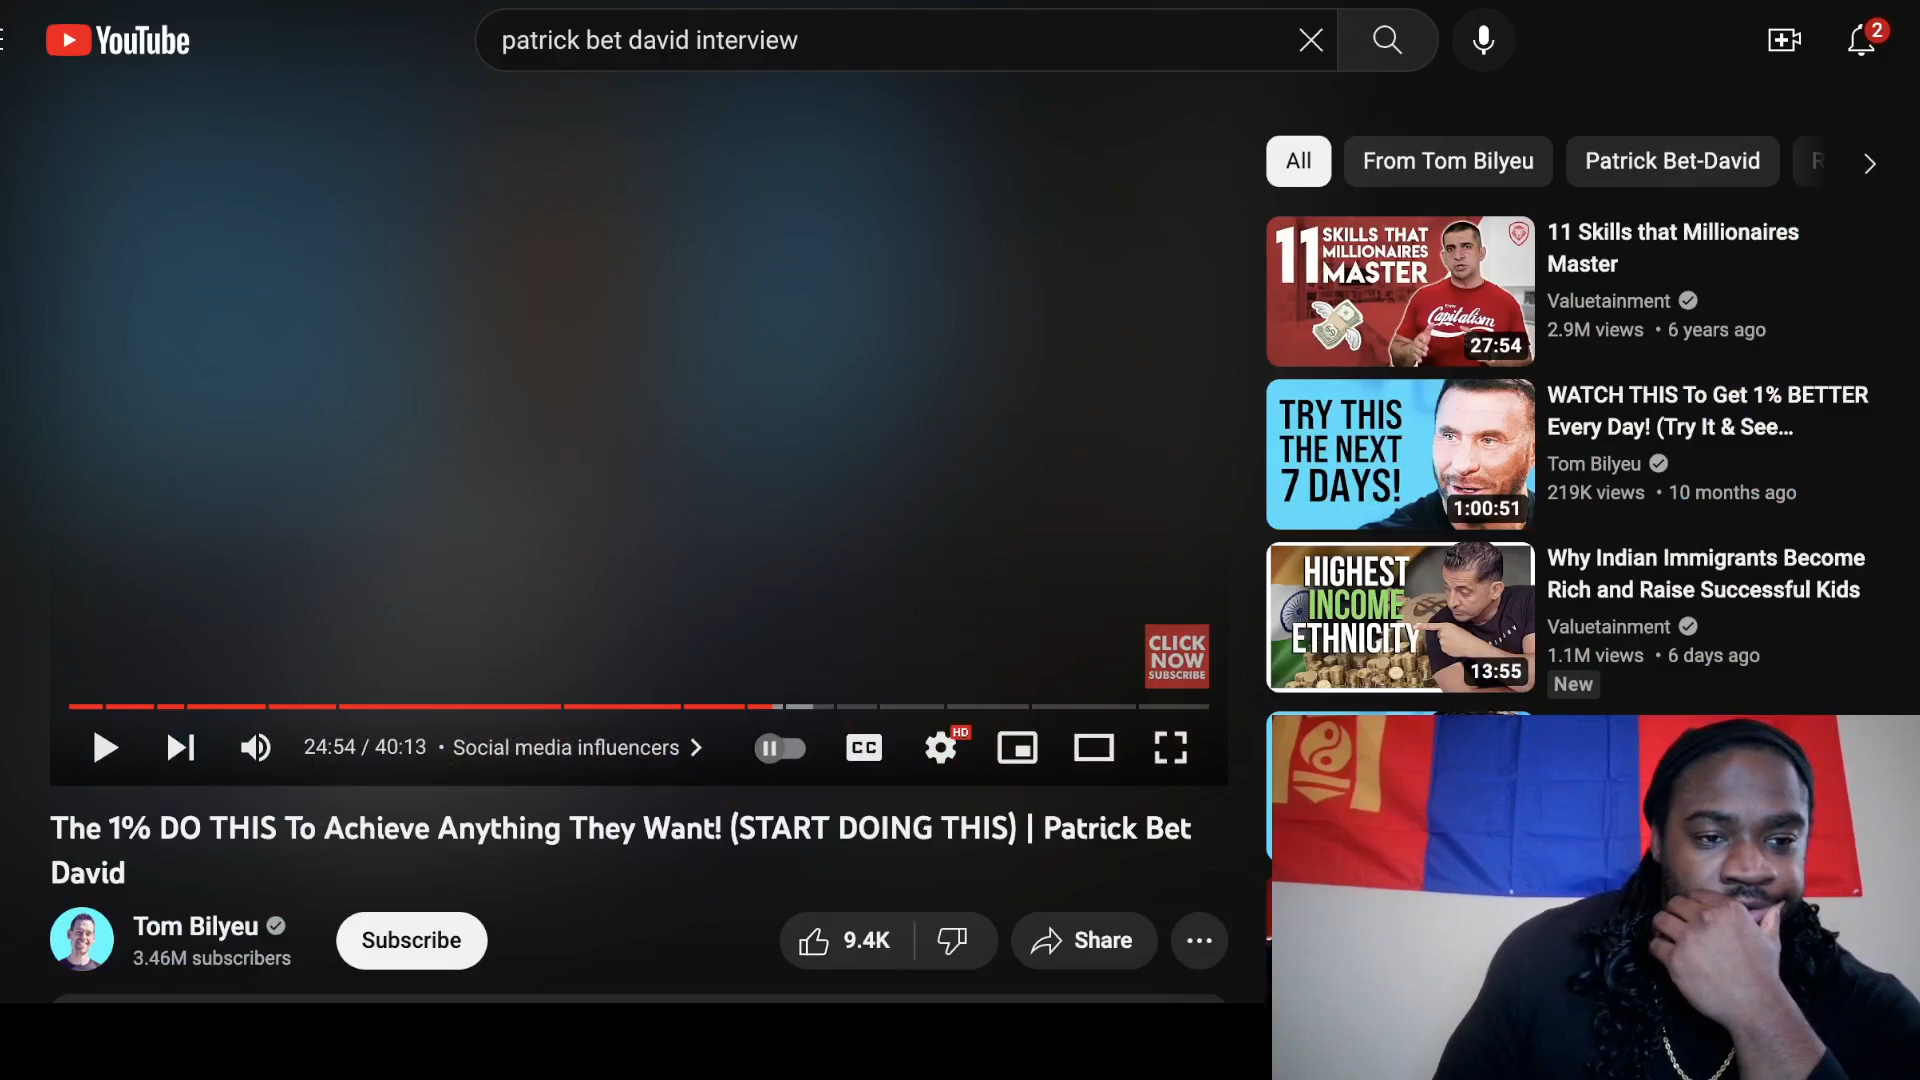 YouTube
patrick bet david interview
2
All
From Tom Bilyeu
Patrick Bet-David
11 SKILLS THAT
MILLIONAIRES
MASTER
Enjoy
Capitalism
27:54
11 Skills that Millionaires
Master
Valuetainment
2.9M views • 6 years ago
TRY THIS
THE NEXT
7 DAYS!
1:00:51
WATCH THIS To Get 1% BETTER
Every Day! (Try It & See...
Tom Bilyeu
219K views • 10 months ago
HIGHEST
INCOME
ETHNICITY
13:55
Why Indian Immigrants Become
Rich and Raise Successful Kids
Valuetainment
1.1M views • 6 days ago
New
CLICK
NOW
SUBSCRIBE
24:54 / 40:13 • Social media influencers
CC
HD
The 1% DO THIS To Achieve Anything They Want! (START DOING THIS) | Patrick Bet
David
Tom Bilyeu
3.46M subscribers
Subscribe
9.4K
Share